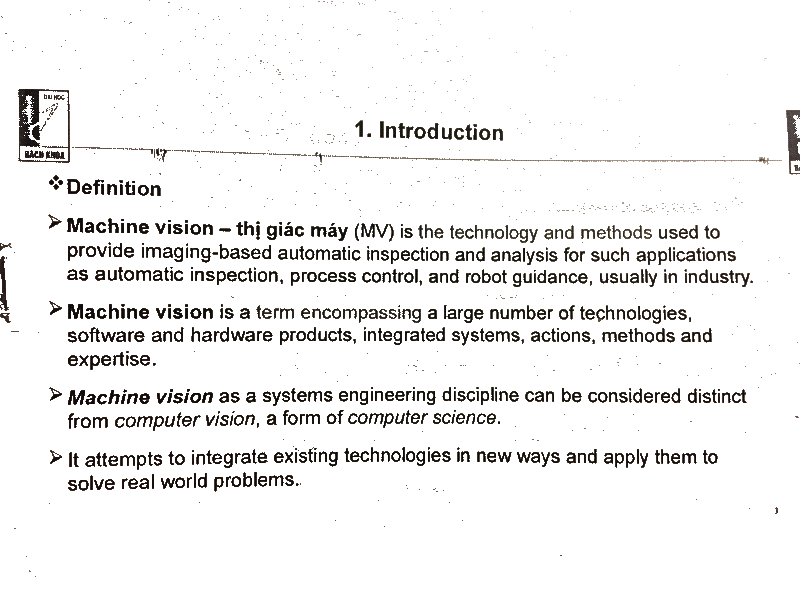 ĐẠI HỌC
BÁCH KHOA
1. Introduction
❖Definition
➢ Machine vision – thị giác máy (MV) is the technology and methods used to
provide imaging-based automatic inspection and analysis for such applications
as automatic inspection, process control, and robot guidance, usually in industry.
➢ Machine vision is a term encompassing a large number of technologies,
software and hardware products, integrated systems, actions, methods and
expertise.
➢ Machine vision as a systems engineering discipline can be considered distinct
from computer vision, a form of computer science.
➢ It attempts to integrate existing technologies in new ways and apply them to
solve real world problems.